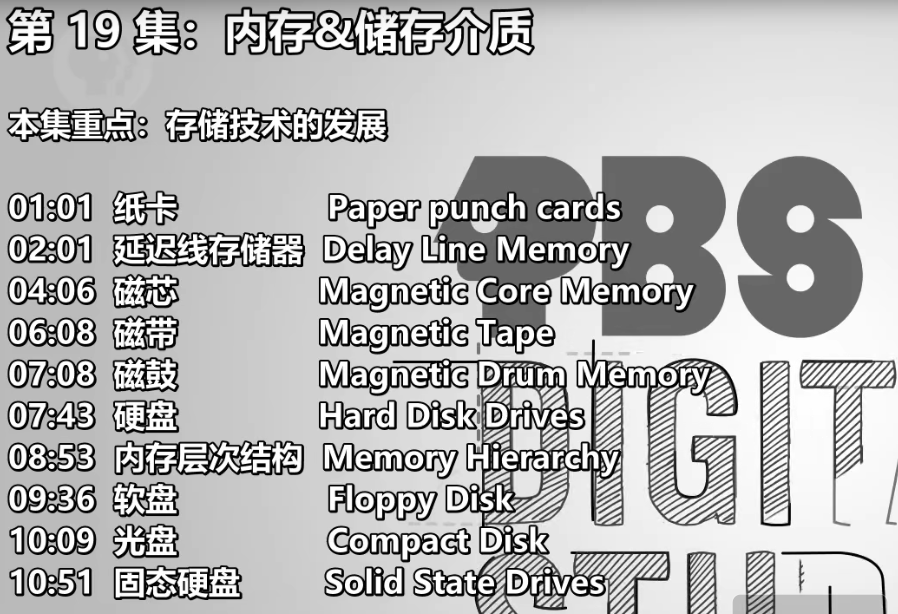 第 19 集：内存&储存介质
本集重点：存储技术的发展
01:01 纸卡 Paper punch cards
02:01 延迟线存储器 Delay Line Memory
04:06 磁芯 Magnetic Core Memory
06:08 磁带 Magnetic Tape
07:08 磁鼓 Magnetic Drum Memory
07:43 硬盘 Hard Disk Drives
08:53 内存层次结构 Memory Hierarchy
09:36 软盘 Floppy Disk
10:09 光盘 Compact Disk
10:51 固态硬盘 Solid State Drives
PBS
DIGITA
STUD